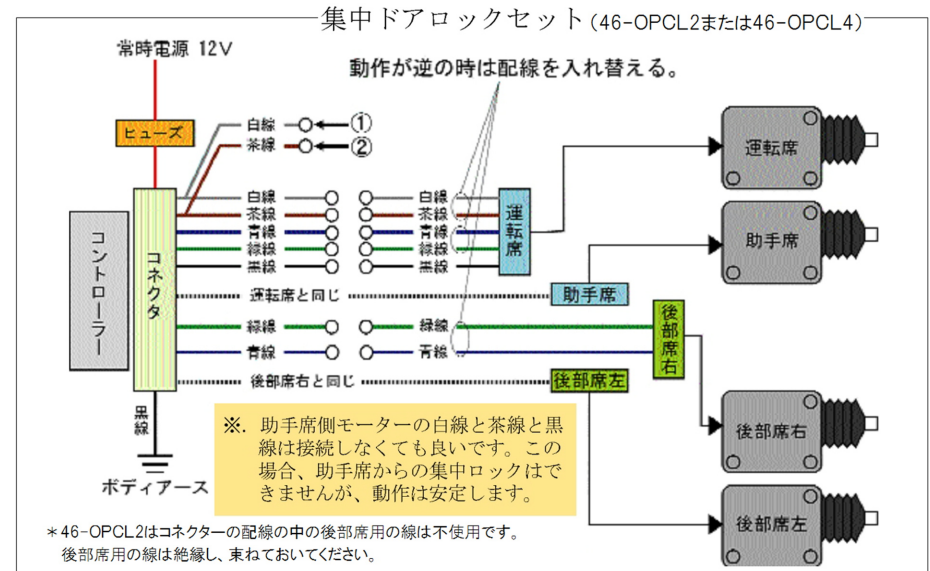 集中ドアロックセット（46-OPCL2または46-OPCL4）
常時電源 12V
動作が逆の時は配線を入れ替える。
ヒューズ
白線 ①
茶線 ②
運転席
白線 白線
茶線 茶線
青線 青線
緑線 緑線
黒線 黒線
運転席
助手席
コントローラー
コネクタ
運転席と同じ
助手席
緑線 緑線
青線 青線
後部席右
後部席右と同じ
後部席左
黒線
ボディアース
※. 助手席側モーターの白線と茶線と黒
線は接続しなくても良いです。この
場合、助手席からの集中ロックはで
きませんが、動作は安定します。
後部席右
後部席左
＊46-OPCL2はコネクターの配線の中の後部席用の線は不使用です。
後部席用の線は絶縁し、束ねておいてください。